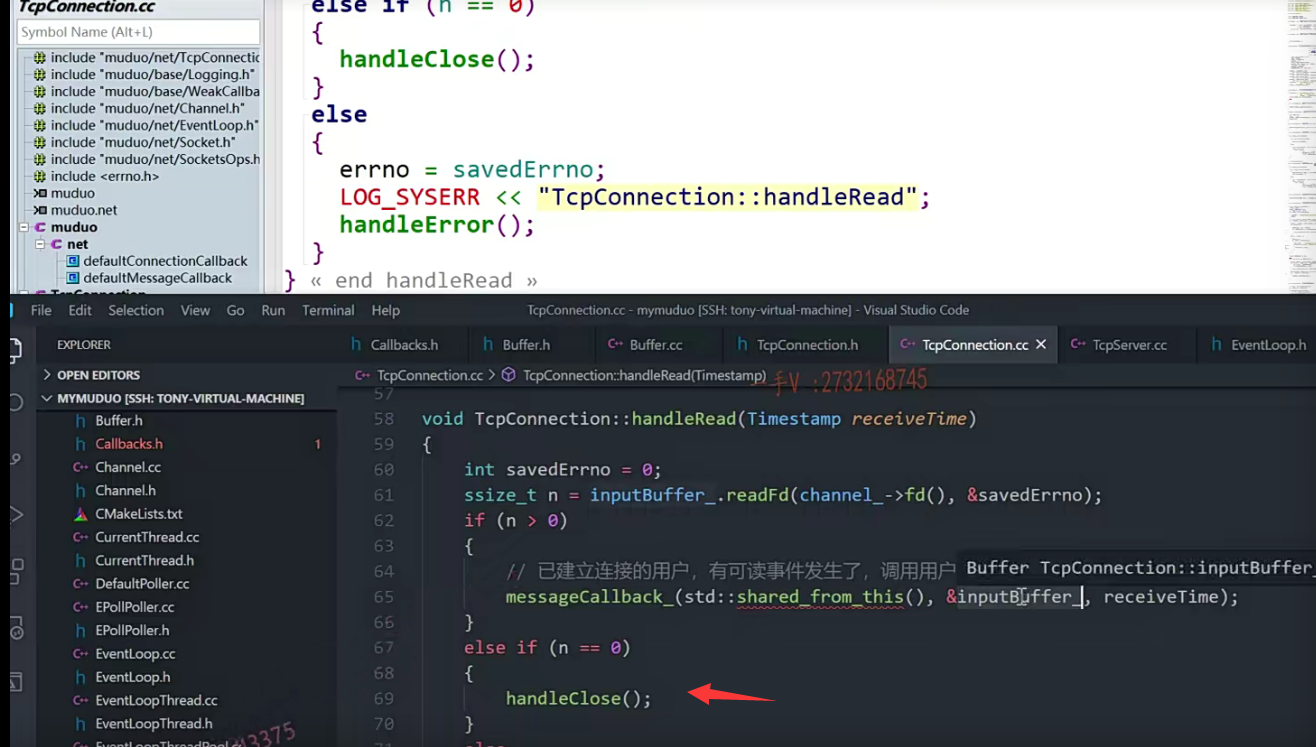 TcpConnection.cc
Symbol Name (Alt+L)
include "muduo/net/TcpConnectic
include "muduo/base/Logging.h"
include "muduo/base/WeakCallba
include "muduo/net/Channel.h"
include "muduo/net/EventLoop.h"
include "muduo/net/Socket.h"
include "muduo/net/SocketsOps.h
include <errno.h>
muduo
muduo.net
muduo
net
defaultConnectionCallback
defaultMessageCallback
TcpConnection
else if (n == 0)
{
handleClose();
}
else
{
errno = savedErrno;
LOG_SYSERR << "TcpConnection::handleRead";
handleError();
}
} « end handleRead »
File Edit Selection View Go Run Terminal Help
TcpConnection.cc - mymuduo [SSH: tony-virtual-machine] - Visual Studio Code
EXPLORER
Callbacks.h Buffer.h Buffer.cc TcpConnection.h TcpConnection.cc TcpServer.cc EventLoop.h
OPEN EDITORS
MYMUDUO [SSH: TONY-VIRTUAL-MACHINE]
Buffer.h
Callbacks.h 1
Channel.cc
Channel.h
CMakeLists.txt
CurrentThread.cc
CurrentThread.h
DefaultPoller.cc
EPollPoller.cc
EPollPoller.h
EventLoop.cc
EventLoop.h
EventLoopThread.cc
EventLoopThread.h
TcpConnection.cc > TcpConnection::handleRead(Timestamp)
一手V :2732168745
57
58 void TcpConnection::handleRead(Timestamp receiveTime)
59 {
60 int savedErrno = 0;
61 ssize_t n = inputBuffer_.readFd(channel_->fd(), &savedErrno);
62 if (n > 0)
63 {
64 // 已建立连接的用户，有可读事件发生了，调用用户
Buffer TcpConnection::inputBuffer_
65 messageCallback_(std::shared_from_this(), &inputBuffer_, receiveTime);
66 }
67 else if (n == 0)
68 {
69 handleClose();
70 }
71 else